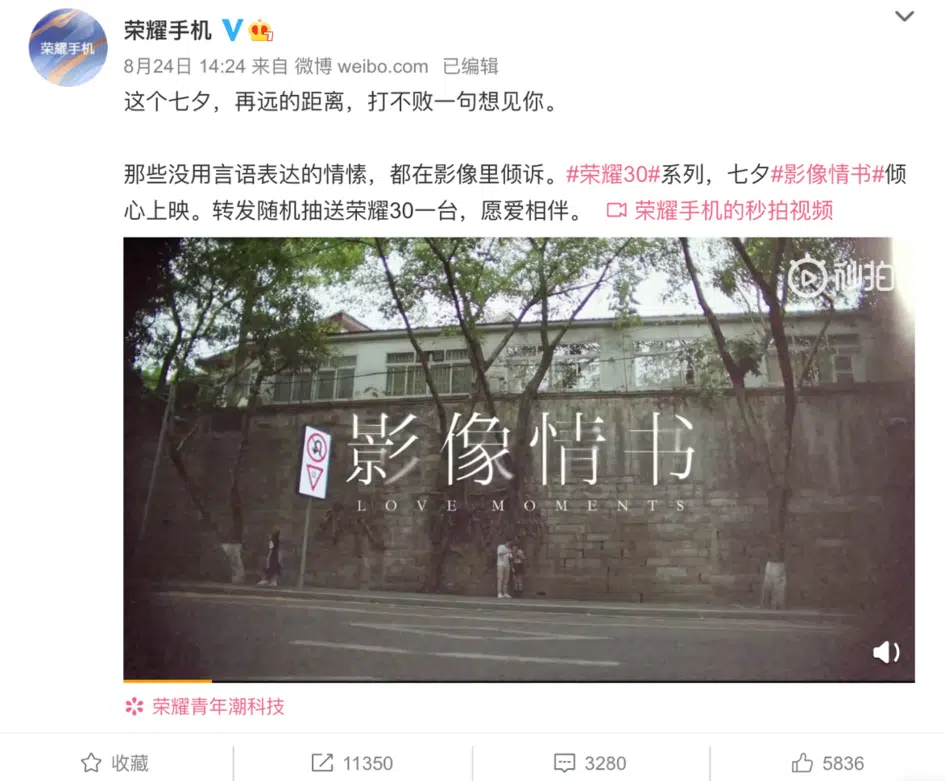 荣耀手机
荣耀手机
8月24日 14:24 来自 微博 weibo.com 已编辑
这个七夕，再远的距离，打不败一句想见你。
那些没用言语表达的情愫，都在影像里倾诉。#荣耀30#系列，七夕#影像情书#倾
心上映。转发随机抽送荣耀30一台，愿爱相伴。 荣耀手机的秒拍视频
秒拍
影像情书
LOVE MOMENTS
荣耀青年潮科技
收藏 11350 3280 5836